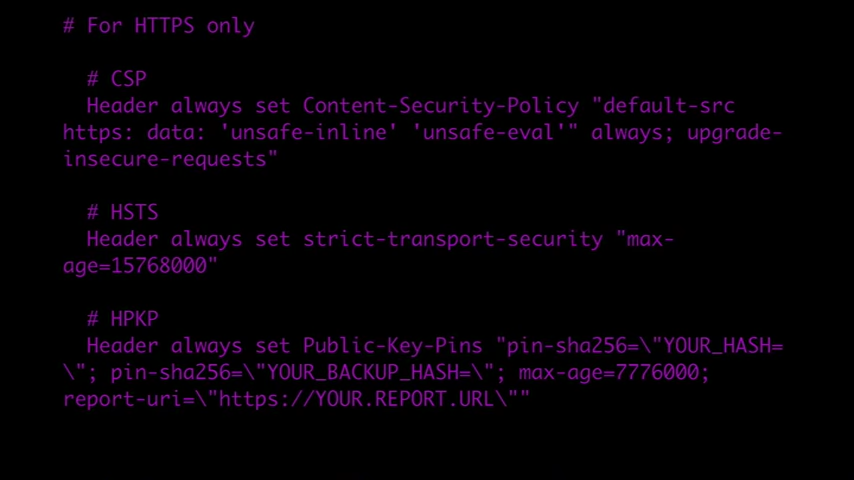 # For HTTPS only
# CSP
Header always set Content-Security-Policy "default-src
https: data: 'unsafe-inline' 'unsafe-eval'" always; upgrade-
insecure-requests"
# HSTS
Header always set strict-transport-security "max-
age=15768000"
# HPKP
Header always set Public-Key-Pins "pin-sha256=\"YOUR_HASH=
\"; pin-sha256=\"YOUR_BACKUP_HASH=\"; max-age=7776000;
report-uri=\"https://YOUR.REPORT.URL\""